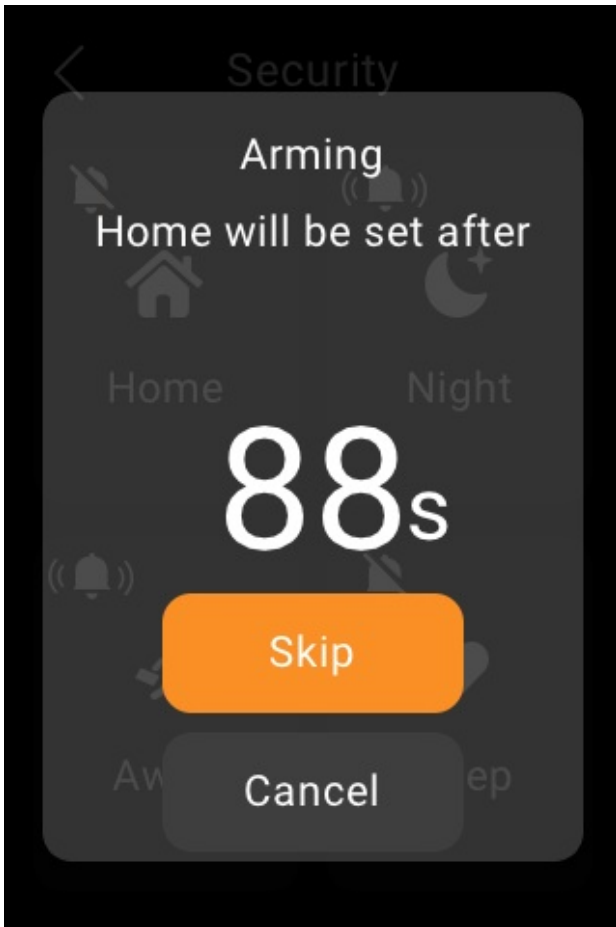 Security
Arming
Home will be set after
Home
Night
88s
Skip
Cancel